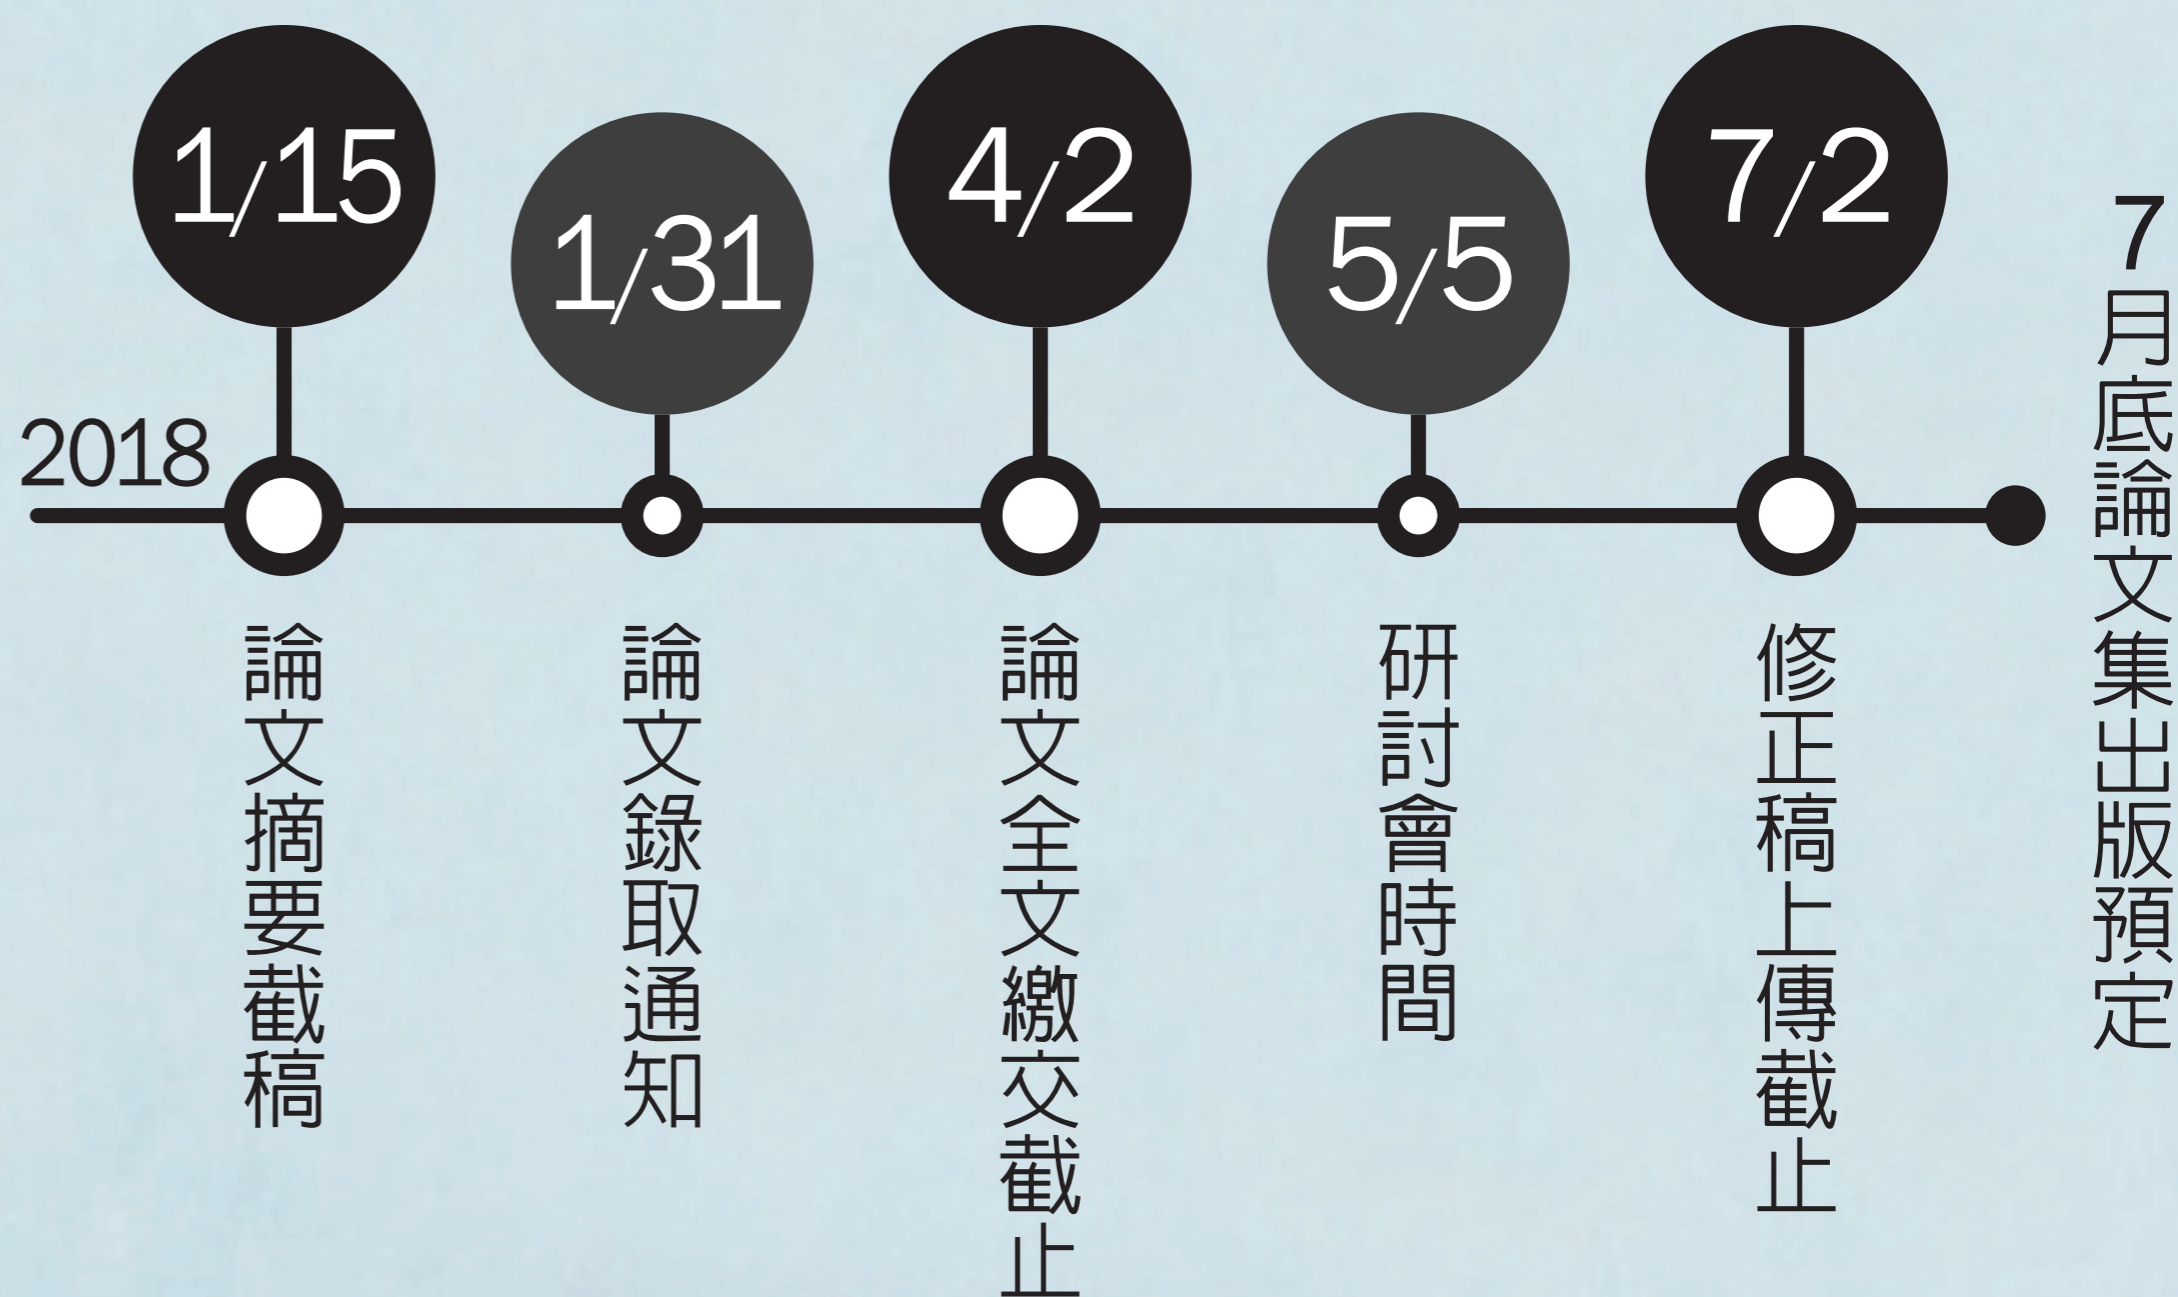 2018
1/15
論文摘要截稿
1/31
論文錄取通知
4/2
論文全文繳交截止
5/5
研討會時間
7/2
修正稿上傳截止
7月底論文集出版預定